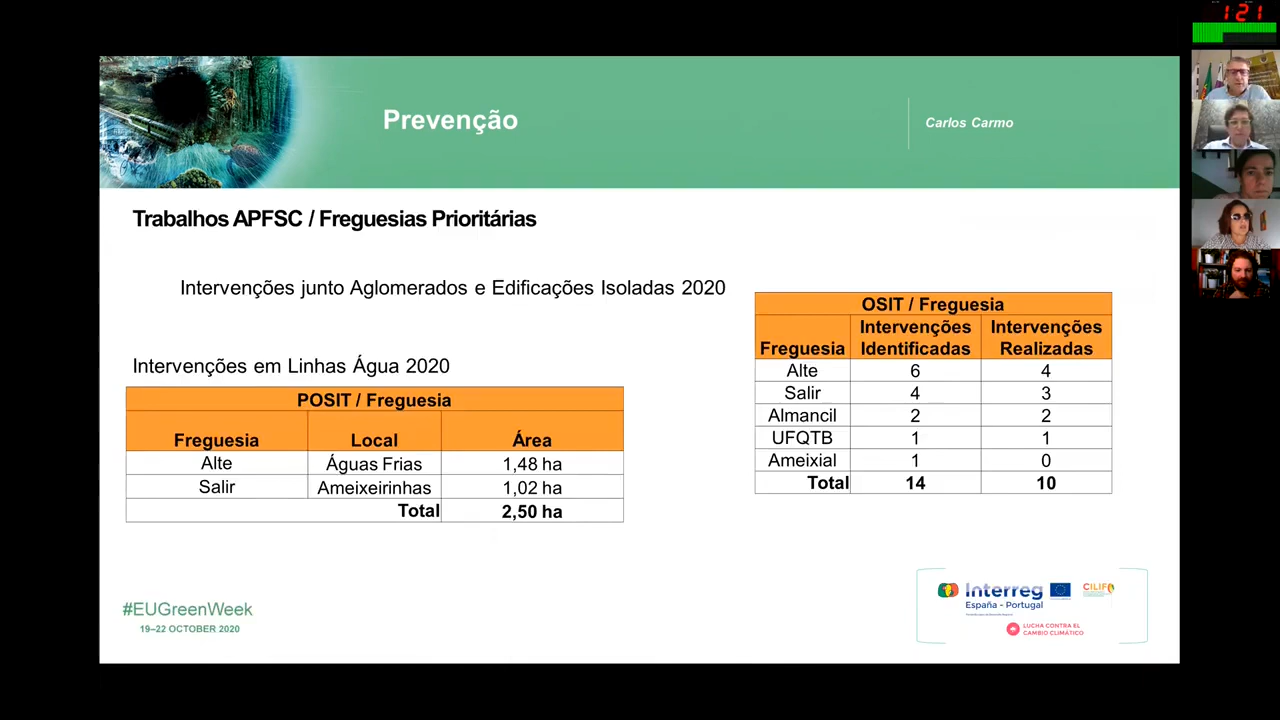 121
Prevenção
Carlos Carmo
Trabalhos APFSC / Freguesias Prioritárias
Intervenções junto Aglomerados e Edificações Isoladas 2020
OSIT / Freguesia
Freguesia Intervenções Identificadas Intervenções Realizadas
Alte 6 4
Salir 4 3
Almancil 2 2
UFQTB 1 1
Ameixial 1 0
Total 14 10
Intervenções em Linhas Água 2020
POSIT / Freguesia
Freguesia Local Área
Alte Águas Frias 1,48 ha
Salir Ameixeirinhas 1,02 ha
Total 2,50 ha
#EUGreenWeek
19–22 OCTOBER 2020
Interreg
España - Portugal
CILIFO
LUCHA CONTRA EL
CAMBIO CLIMÁTICO